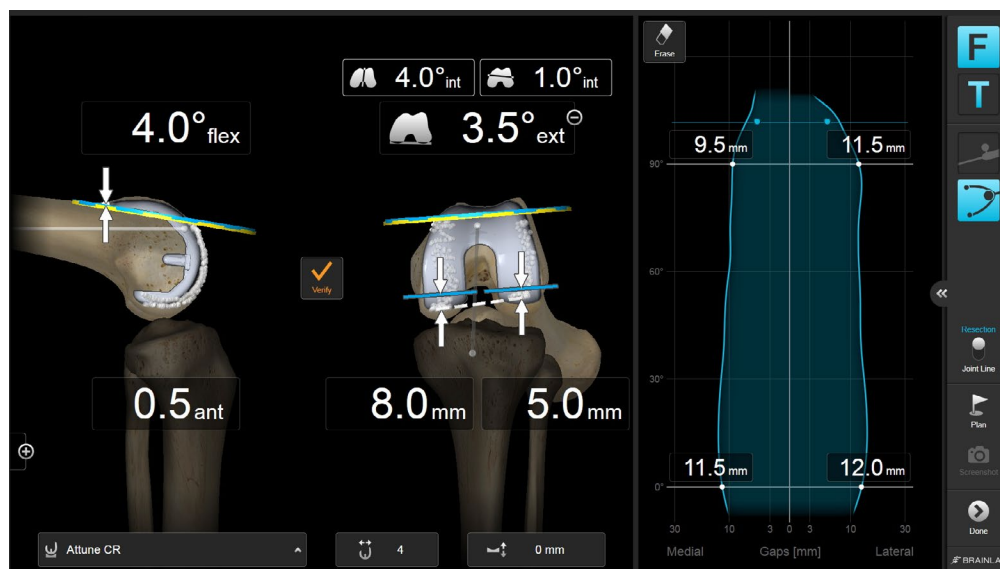 Erase
F
T
4.0° int
1.0° int
4.0° flex
3.5° ext
9.5 mm
11.5 mm
90°
Verify
60°
Resection
Joint Line
30°
0.5 ant
8.0 mm
5.0 mm
Plan
11.5 mm
12.0 mm
0°
Screenshot
30 10 3 0 3 10 30
Medial Gaps [mm] Lateral
Done
Attune CR
4
0 mm
BRAINLA